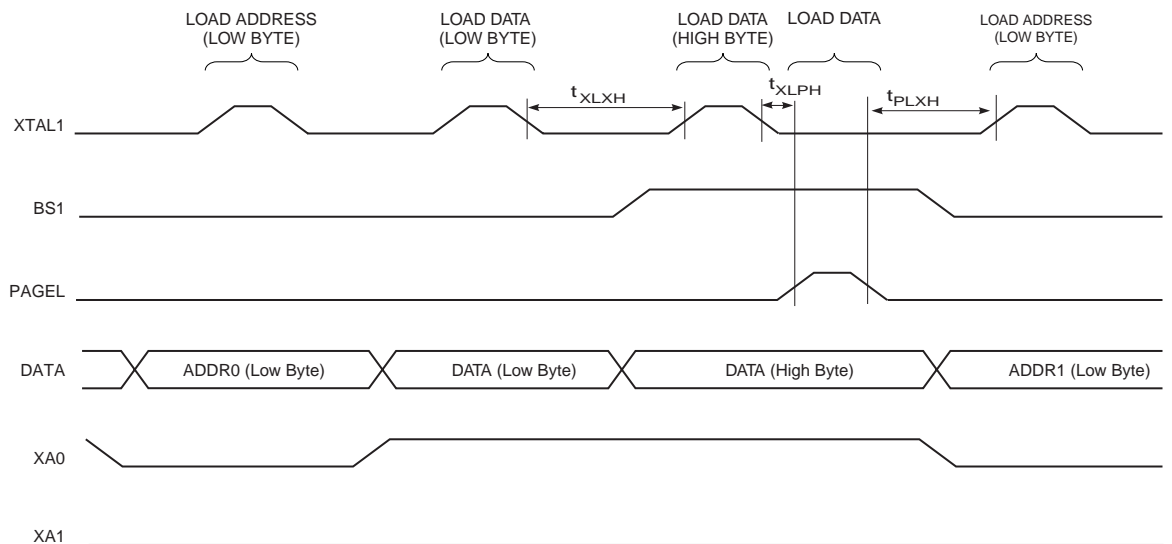 LOAD ADDRESS
(LOW BYTE)
LOAD DATA
(LOW BYTE)
LOAD DATA
(HIGH BYTE)
LOAD DATA
LOAD ADDRESS
(LOW BYTE)
tXLXH
tXLPH
tPLXH
XTAL1
BS1
PAGEL
DATA
ADDR0 (Low Byte)
DATA (Low Byte)
DATA (High Byte)
ADDR1 (Low Byte)
XA0
XA1